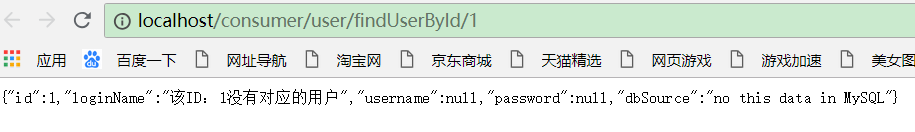 localhost/consumer/user/findUserById/1
应用 百度一下 网址导航 淘宝网 京东商城 天猫精选 网页游戏 游戏加速 美女图
{"id":1,"loginName":"该ID：1没有对应的用户","username":null,"password":null,"dbSource":"no this data in MySQL"}